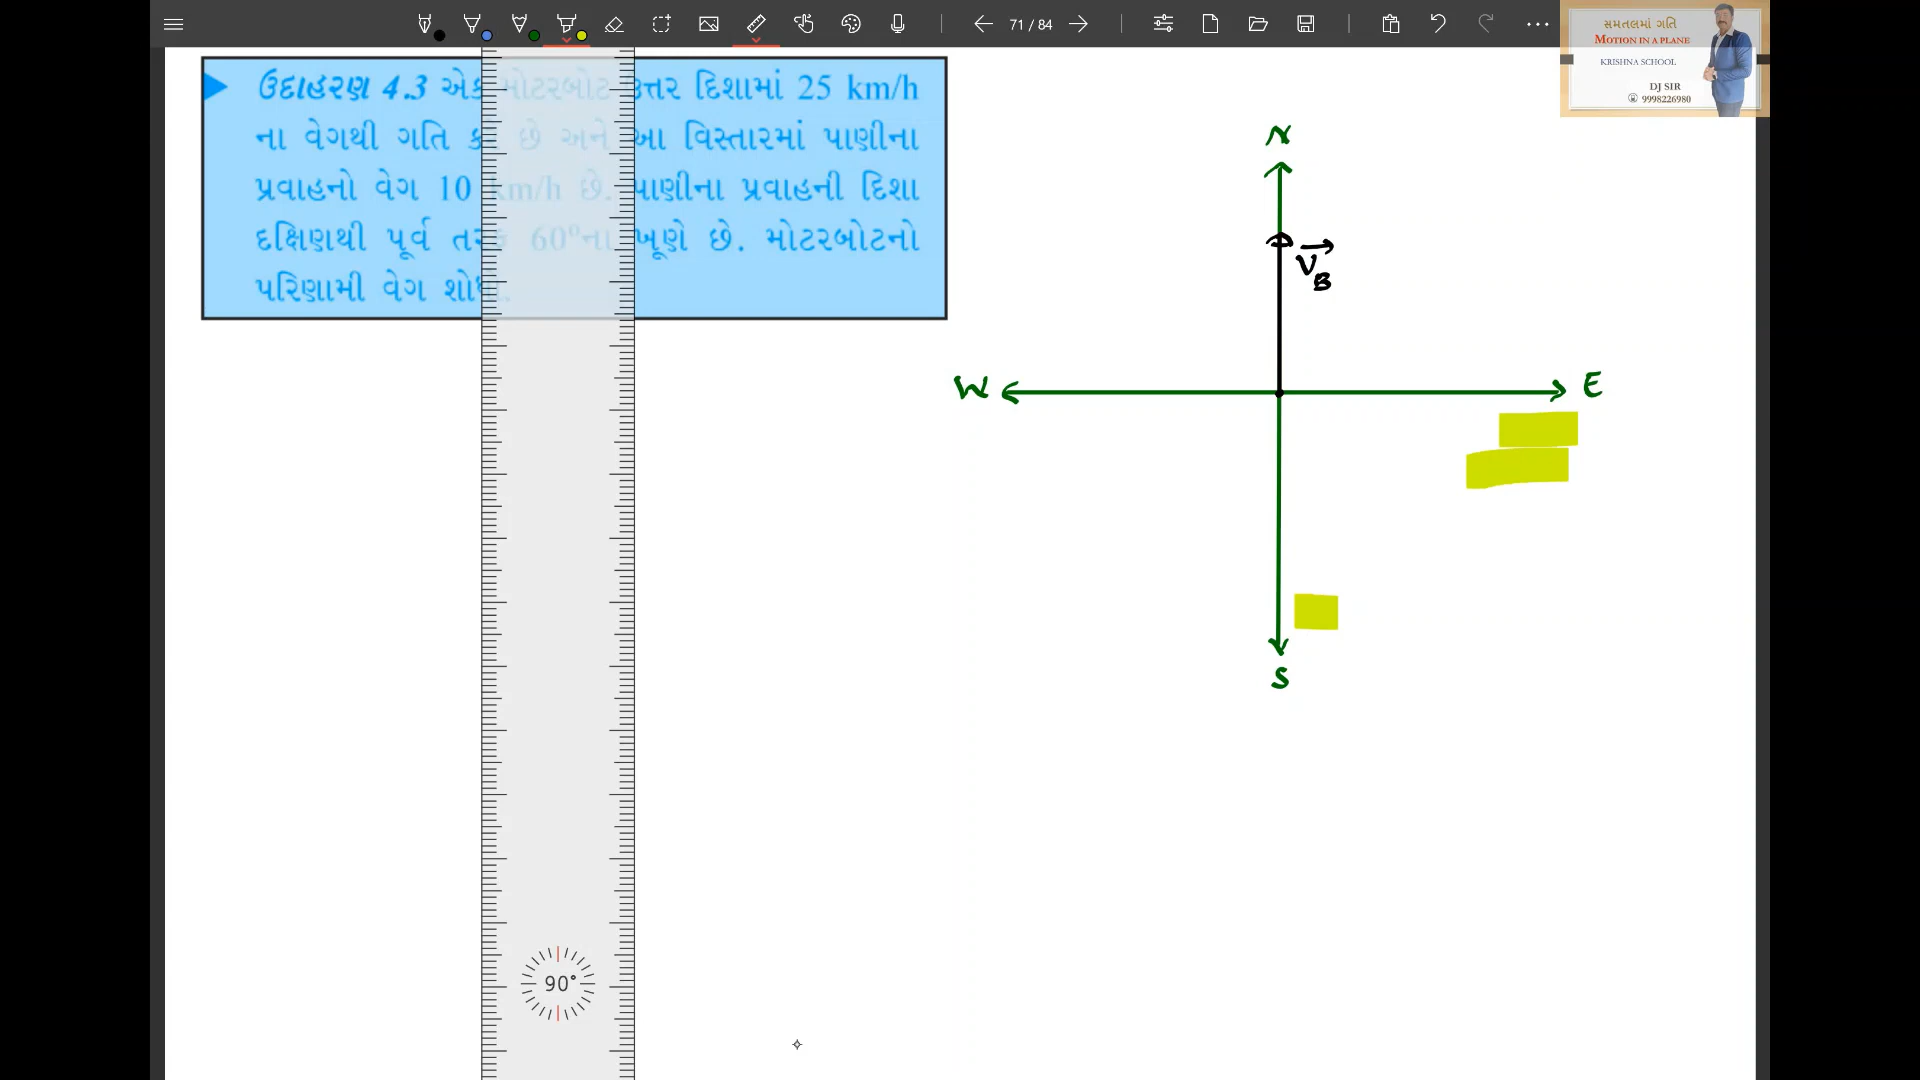 71 / 84
સમતલમાં ગતિ
MOTION IN A PLANE
KRISHNA SCHOOL
DJ SIR
9998226980
ઉદાહરણ 4.3 એક મોટરબોટ ઉત્તર દિશામાં 25 km/h
ના વેગથી ગતિ કરે છે અને આ વિસ્તારમાં પાણીના
પ્રવાહનો વેગ 10 km/h છે. પાણીના પ્રવાહની દિશા
દક્ષિણથી પૂર્વ તરફ 60°ના ખૂણે છે. મોટરબોટનો
પરિણામી વેગ શોધો.
N
V⃗B
W
E
S
90°